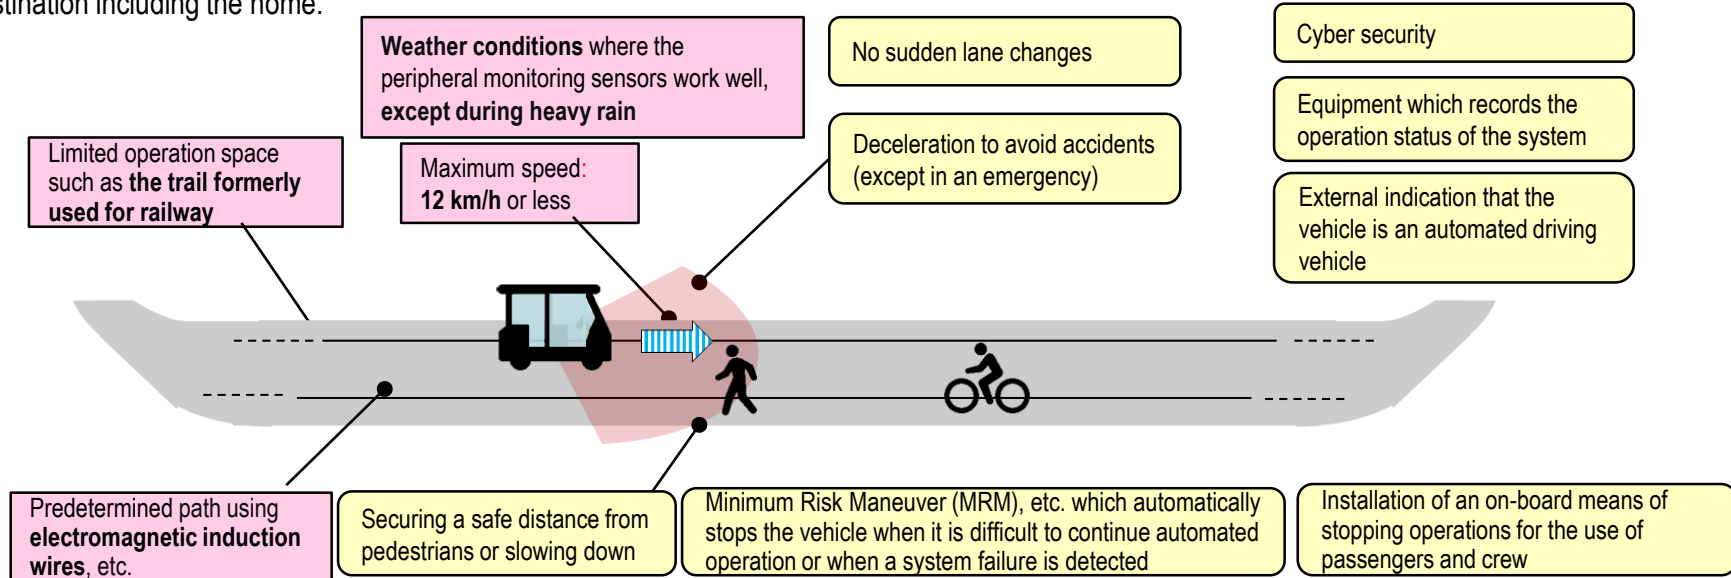 stination including the home.
Weather conditions where the
peripheral monitoring sensors work well,
except during heavy rain
No sudden lane changes
Cyber security
Equipment which records the
operation status of the system
Deceleration to avoid accidents
(except in an emergency)
Limited operation space
such as the trail formerly
used for railway
Maximum speed:
12 km/h or less
External indication that the
vehicle is an automated driving
vehicle
Predetermined path using
electromagnetic induction
wires, etc.
Securing a safe distance from
pedestrians or slowing down
Minimum Risk Maneuver (MRM), etc. which automatically
stops the vehicle when it is difficult to continue automated
operation or when a system failure is detected
Installation of an on-board means of
stopping operations for the use of
passengers and crew